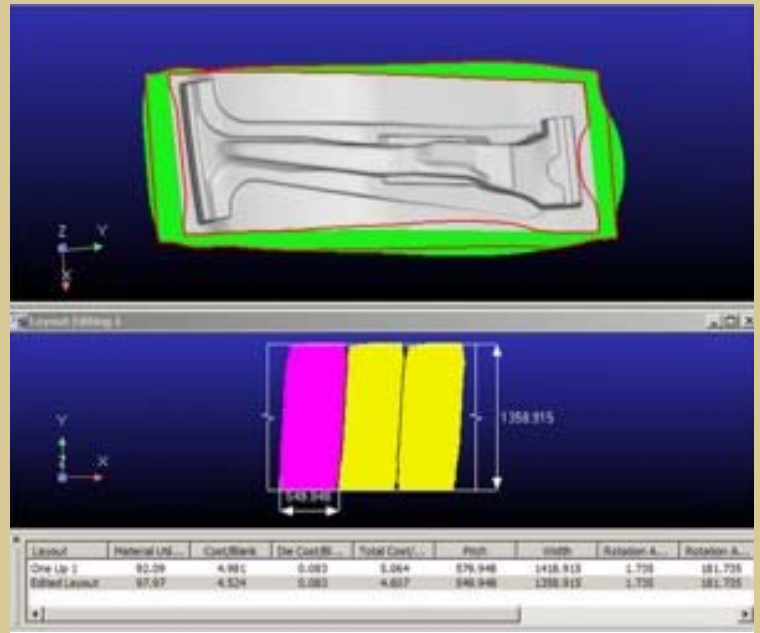 Z
Y
X
Layout Editing 1
Y
Z
X
1358.915
548.948
Layout Material Util... Cost/Blank Die Cost/Bl... Total Cost/... Pitch Width Rotation A... Rotation A...
One Up 1 92.09 4.981 0.083 5.064 579.948 1418.915 1.735 181.735
Edited Layout 97.97 4.524 0.083 4.607 548.948 1358.915 1.735 181.735